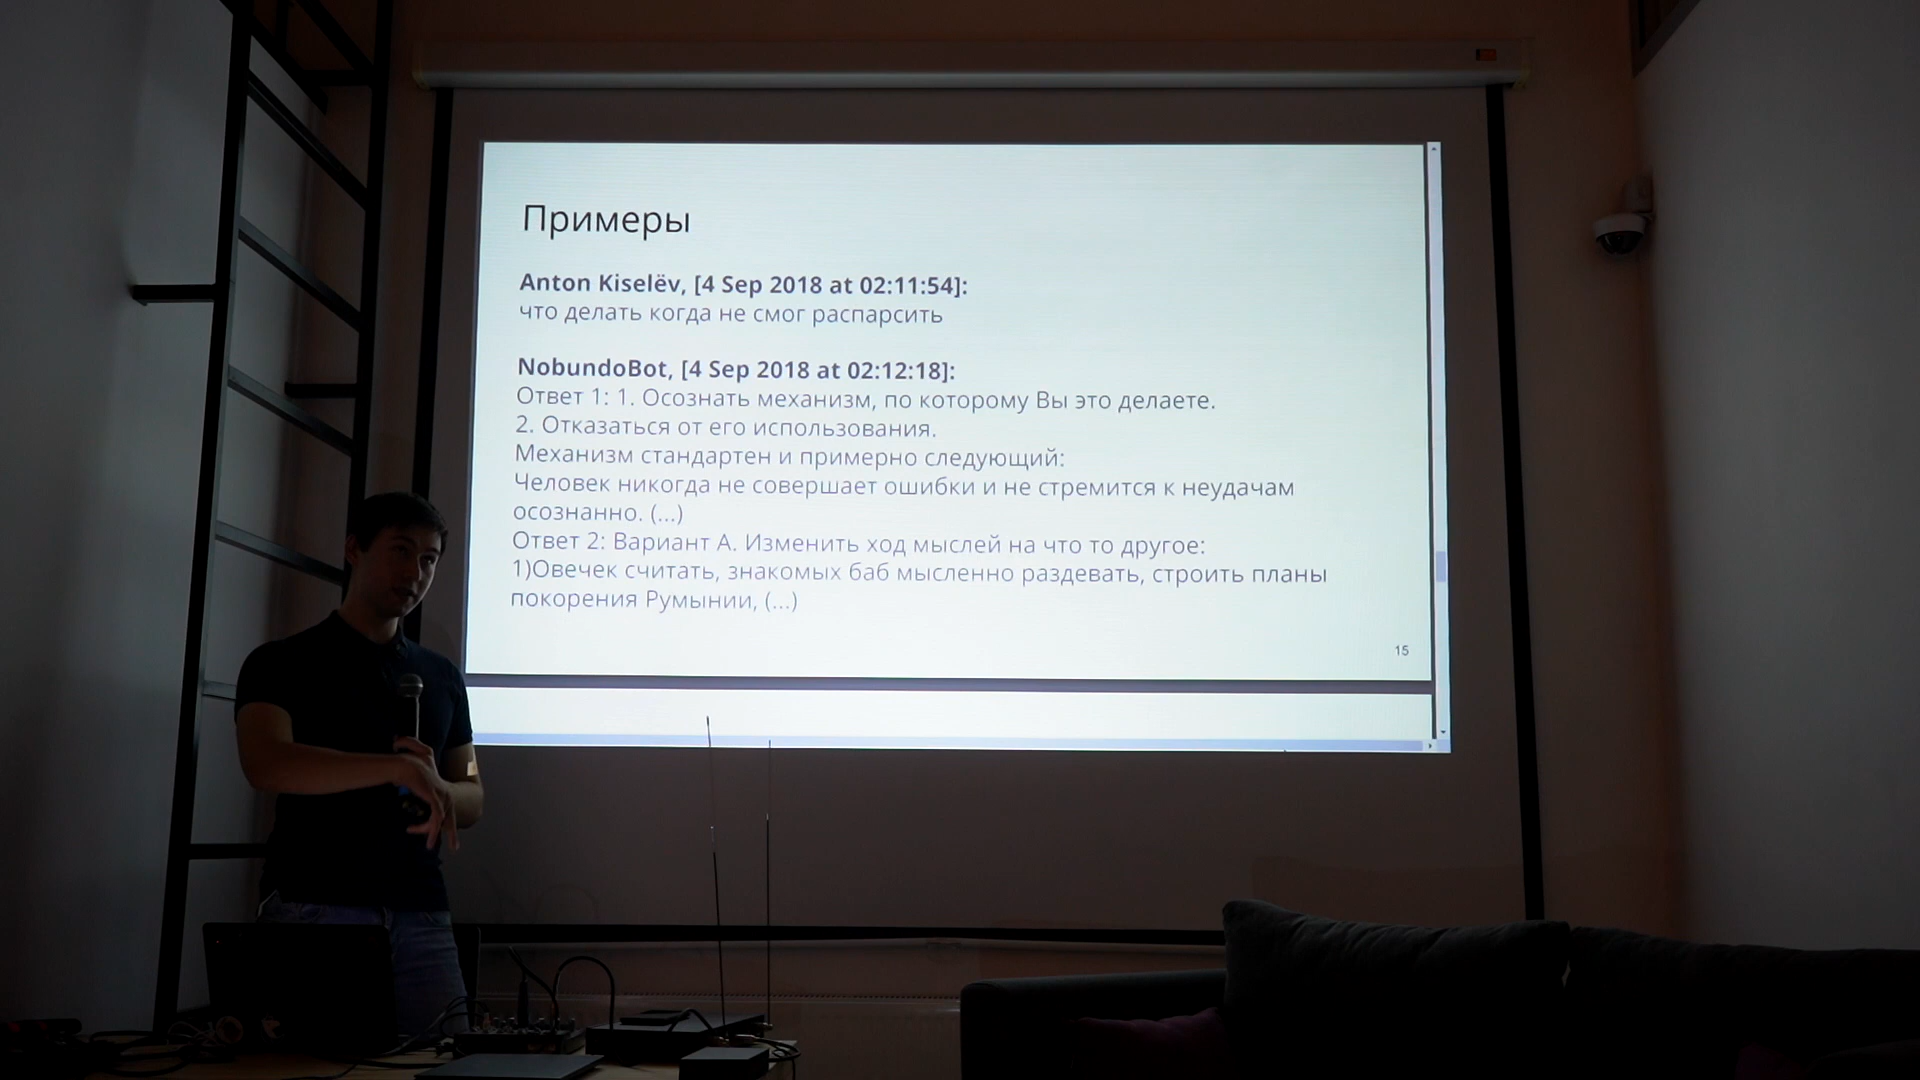 Примеры
Anton Kiselëv, [4 Sep 2018 at 02:11:54]:
что делать когда не смог распарсить
NobundoBot, [4 Sep 2018 at 02:12:18]:
Ответ 1: 1. Осознать механизм, по которому Вы это делаете.
2. Отказаться от его использования.
Механизм стандартен и примерно следующий:
Человек никогда не совершает ошибки и не стремится к неудачам
осознанно. (...)
Ответ 2: Вариант А. Изменить ход мыслей на что то другое:
1)Овечек считать, знакомых баб мысленно раздевать, строить планы
покорения Румынии, (...)
15